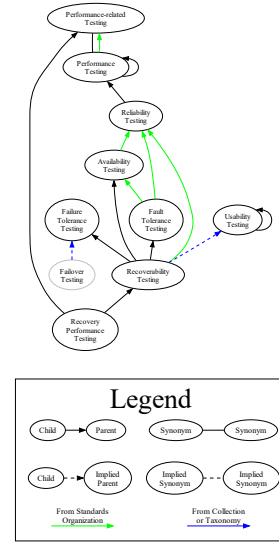 Performance-related
Testing
Performance
Testing
Reliability
Testing
Availability
Testing
Failure
Tolerance
Testing
Fault
Tolerance
Testing
Usability
Testing
Failover
Testing
Recoverability
Testing
Recovery
Performance
Testing
Legend
Child
Parent
Synonym
Synonym
Child
Implied
Parent
Implied
Synonym
Implied
Synonym
From Standards
Organization
From Collection
or Taxonomy